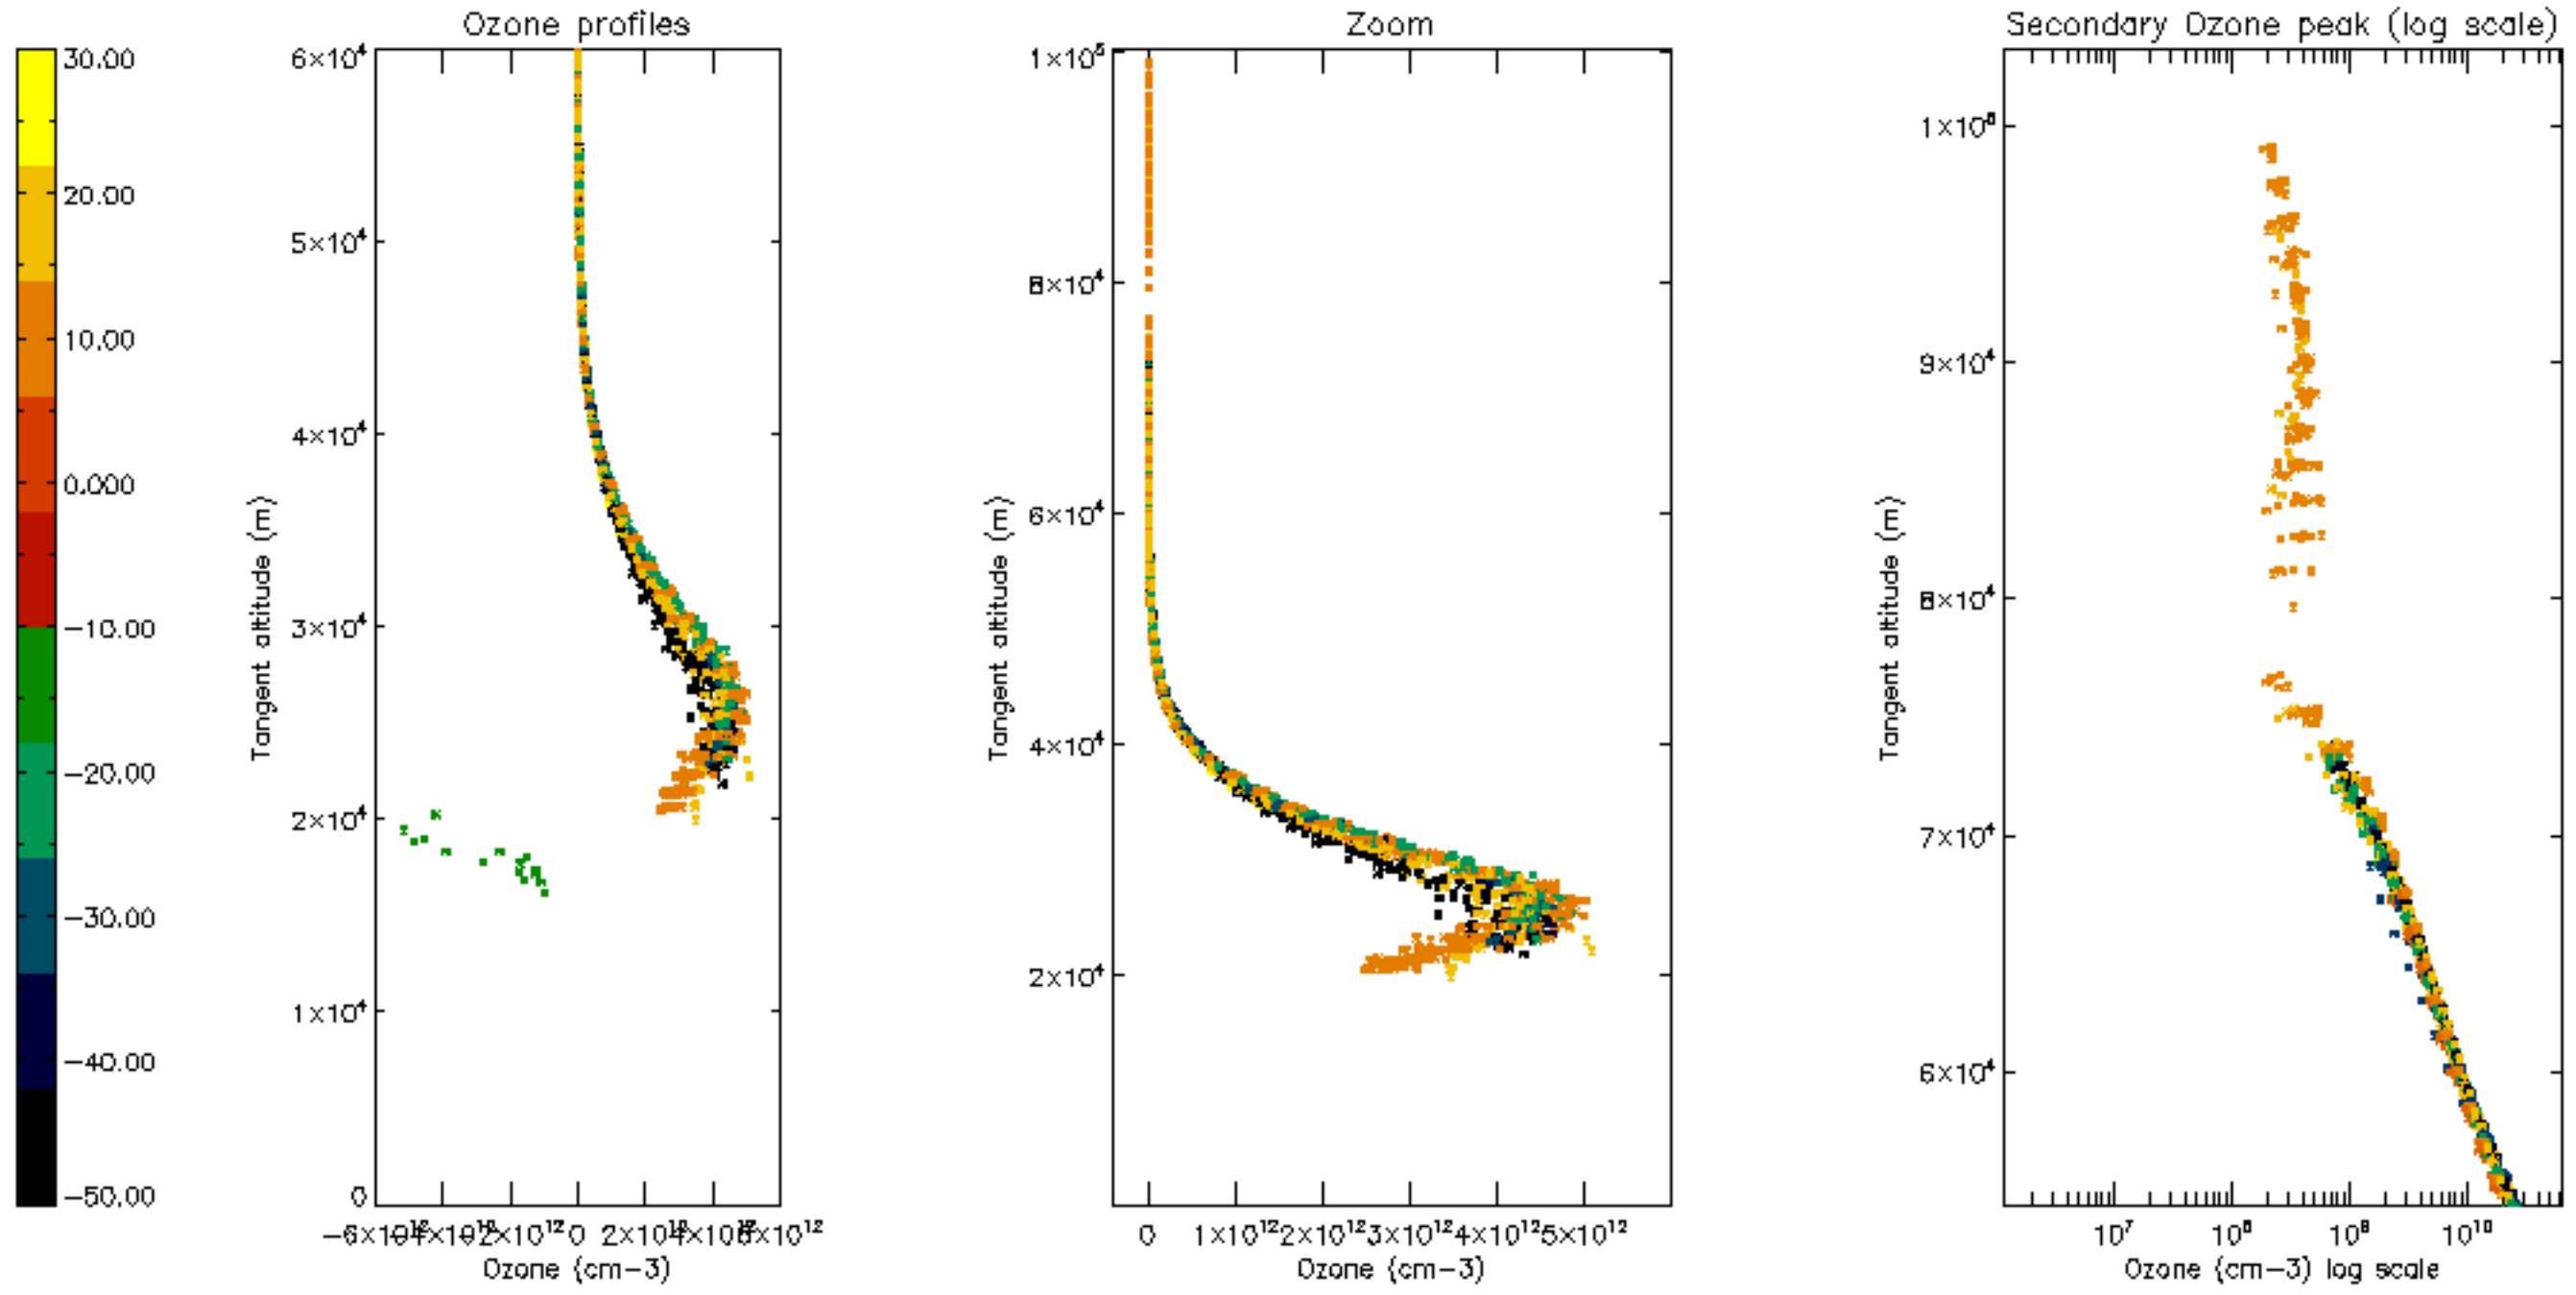 Ozone profiles
Zoom
Secondary Ozone peak (log scale)
30.00
20.00
10.00
0.000
−10.00
−20.00
−30.00
−40.00
−50.00
6×10⁴
5×10⁴
4×10⁴
3×10⁴
2×10⁴
1×10⁴
0
Tangent altitude (m)
0
Ozone (cm−3)
1×10⁵
8×10⁴
6×10⁴
4×10⁴
2×10⁴
Tangent altitude (m)
0 1×10¹² 2×10¹² 3×10¹² 4×10¹² 5×10¹²
Ozone (cm−3)
9×10⁴
8×10⁴
7×10⁴
6×10⁴
Tangent altitude (m)
10⁷ 10¹⁰
Ozone (cm−3) log scale